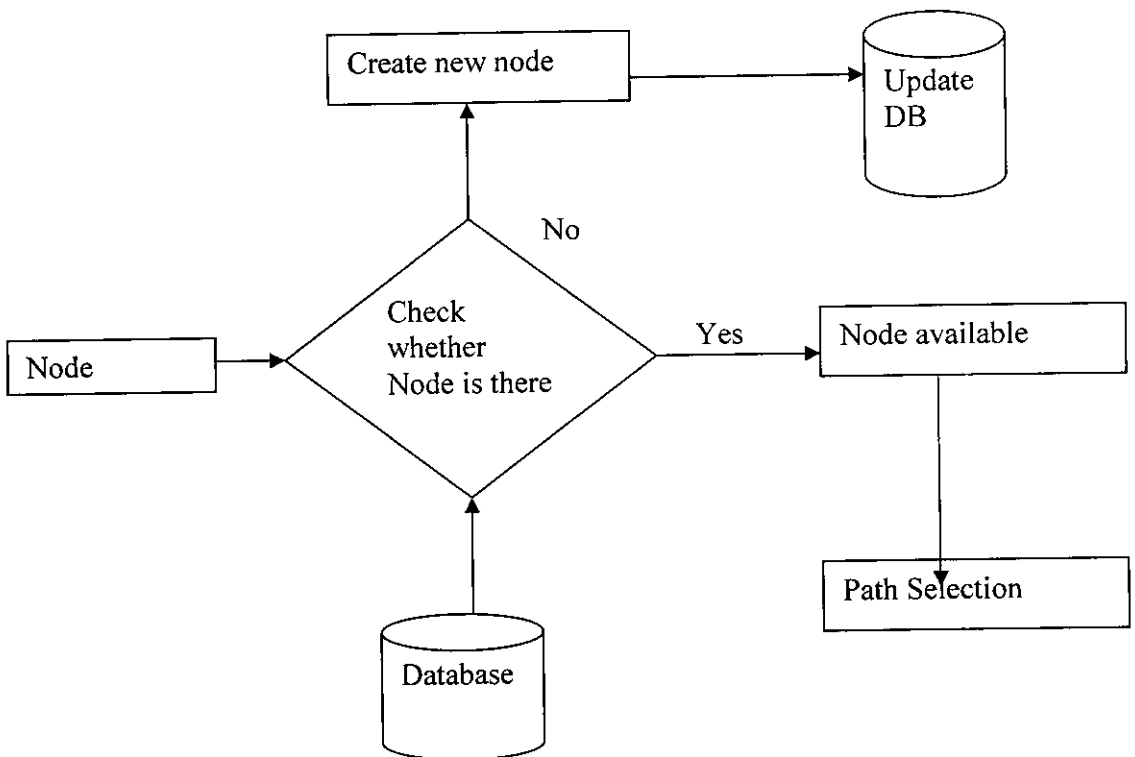 Create new node
Update
DB
No
Check
whether
Node is there
Yes
Node available
Node
Path Selection
Database